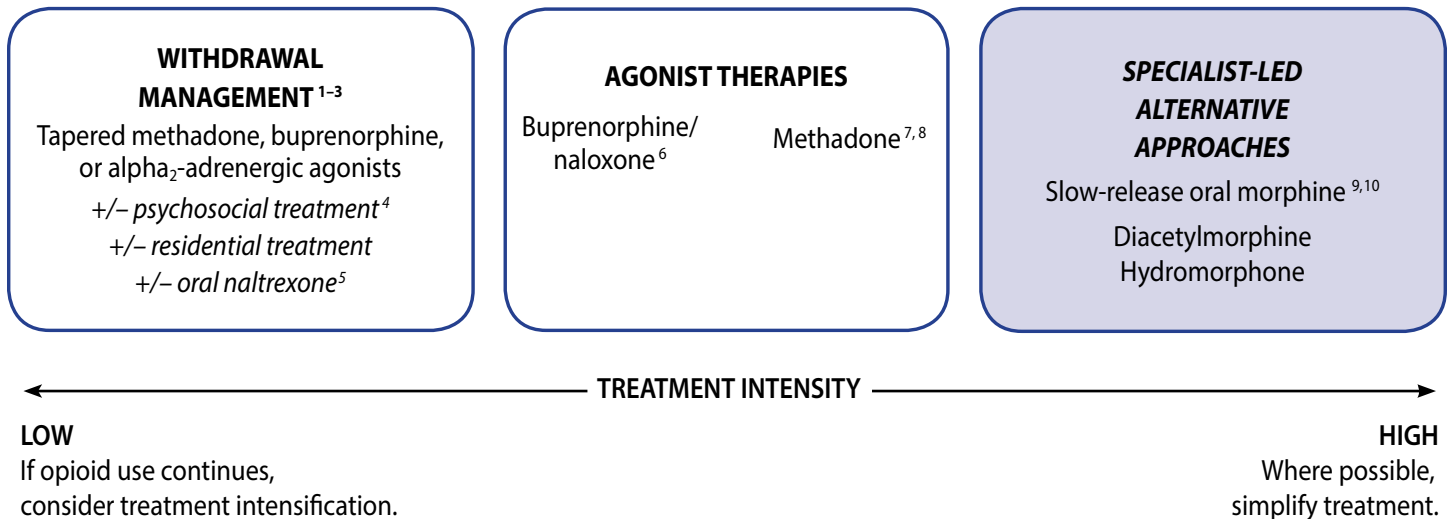 WITHDRAWAL
MANAGEMENT 1–3
Tapered methadone, buprenorphine,
or alpha2-adrenergic agonists
+/– psychosocial treatment 4
+/– residential treatment
+/– oral naltrexone5
AGONIST THERAPIES
Buprenorphine/
naloxone 6
Methadone 7, 8
SPECIALIST-LED
ALTERNATIVE
APPROACHES
Slow-release oral morphine 9,10
Diacetylmorphine
Hydromorphone
TREATMENT INTENSITY
LOW
If opioid use continues,
consider treatment intensification.
HIGH
Where possible,
simplify treatment.